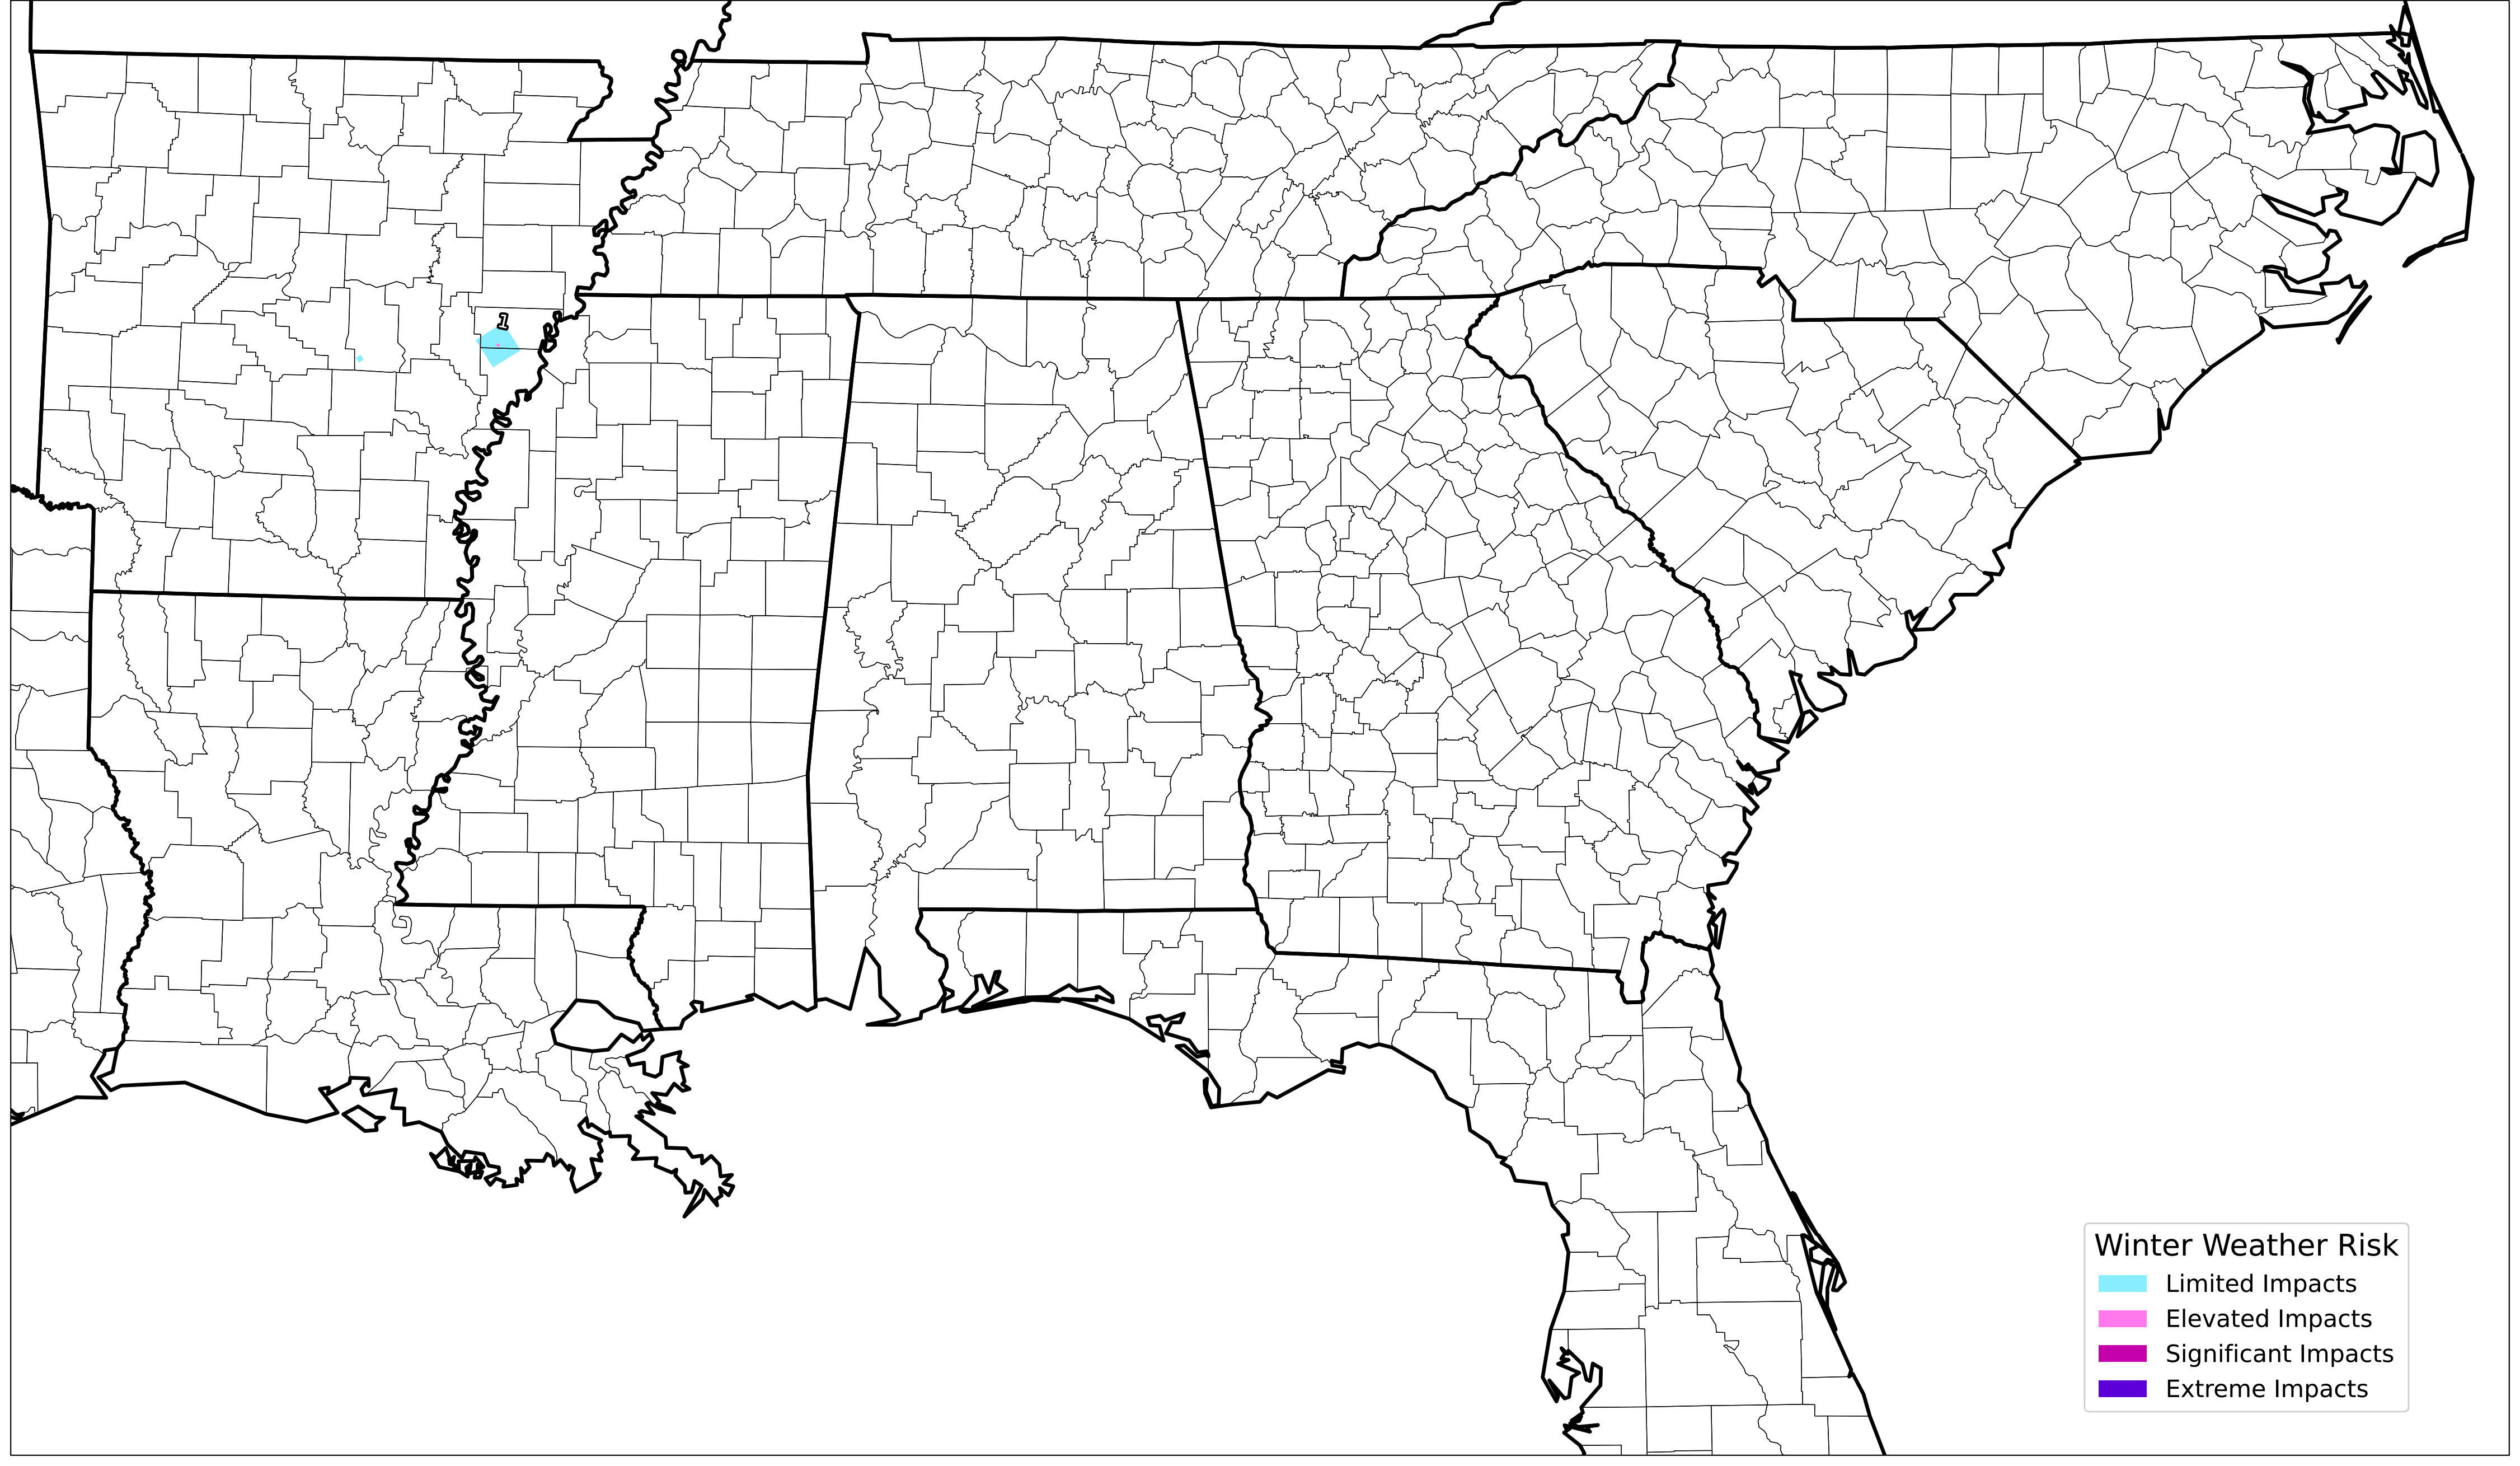 1
Winter Weather Risk
Limited Impacts
Elevated Impacts
Significant Impacts
Extreme Impacts